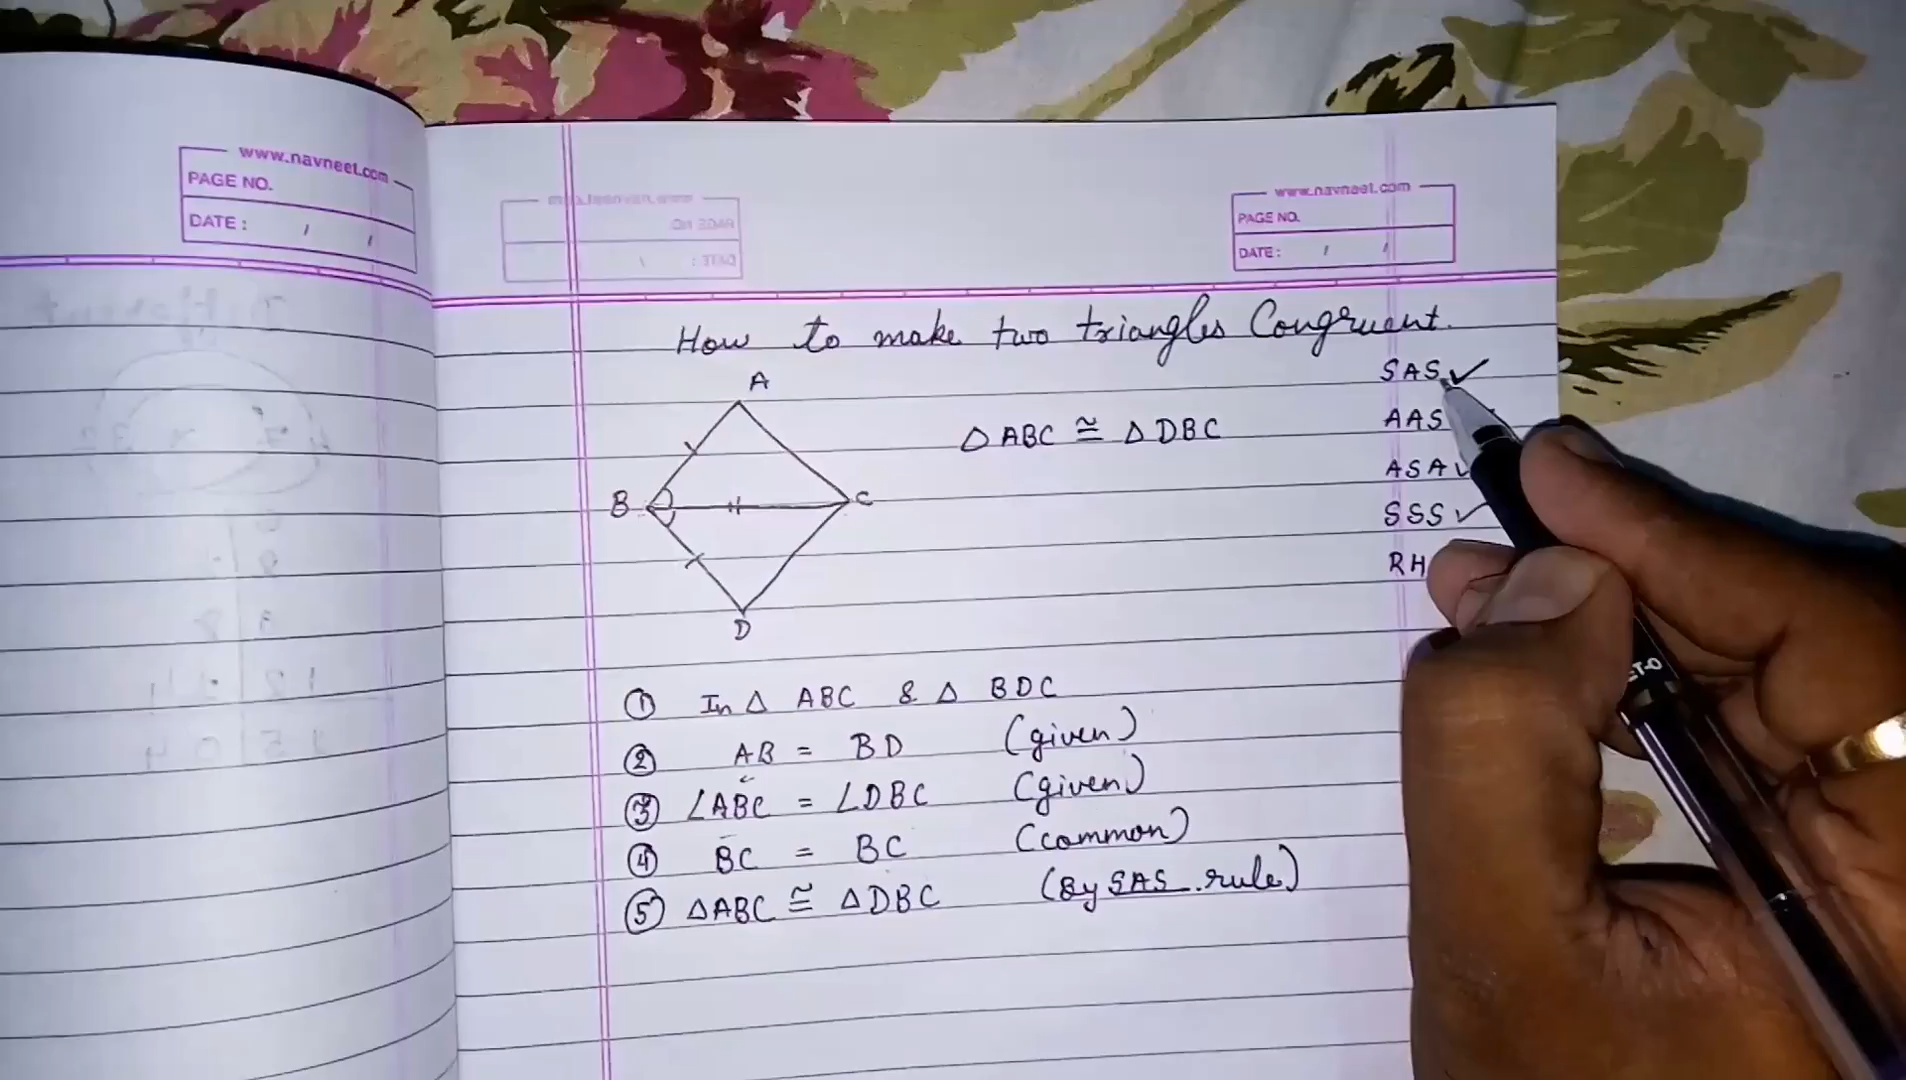 www.navneet.com
PAGE NO.
DATE : / /
www.navneet.com
PAGE NO.
DATE : / /
How to make two triangles Congruent.
SAS ✓
AAS
ASA ✓
SSS ✓
RH
A
B
C
D
△ ABC ≅ △ DBC
① In △ ABC & △ BDC
② AB = BD (given)
③ ∠ABC = ∠DBC (given)
④ BC = BC (common)
⑤ △ABC ≅ △DBC (By SAS rule)